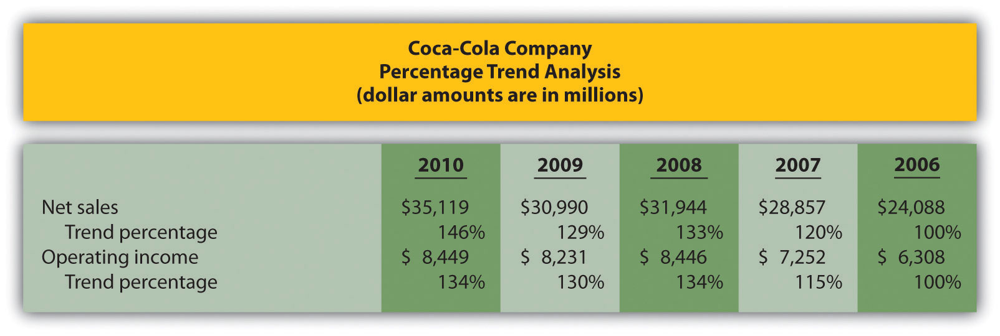 Coca-Cola Company
Percentage Trend Analysis
(dollar amounts are in millions)
2010 2009 2008 2007 2006
Net sales $35,119 $30,990 $31,944 $28,857 $24,088
Trend percentage 146% 129% 133% 120% 100%
Operating income $ 8,449 $ 8,231 $ 8,446 $ 7,252 $ 6,308
Trend percentage 134% 130% 134% 115% 100%